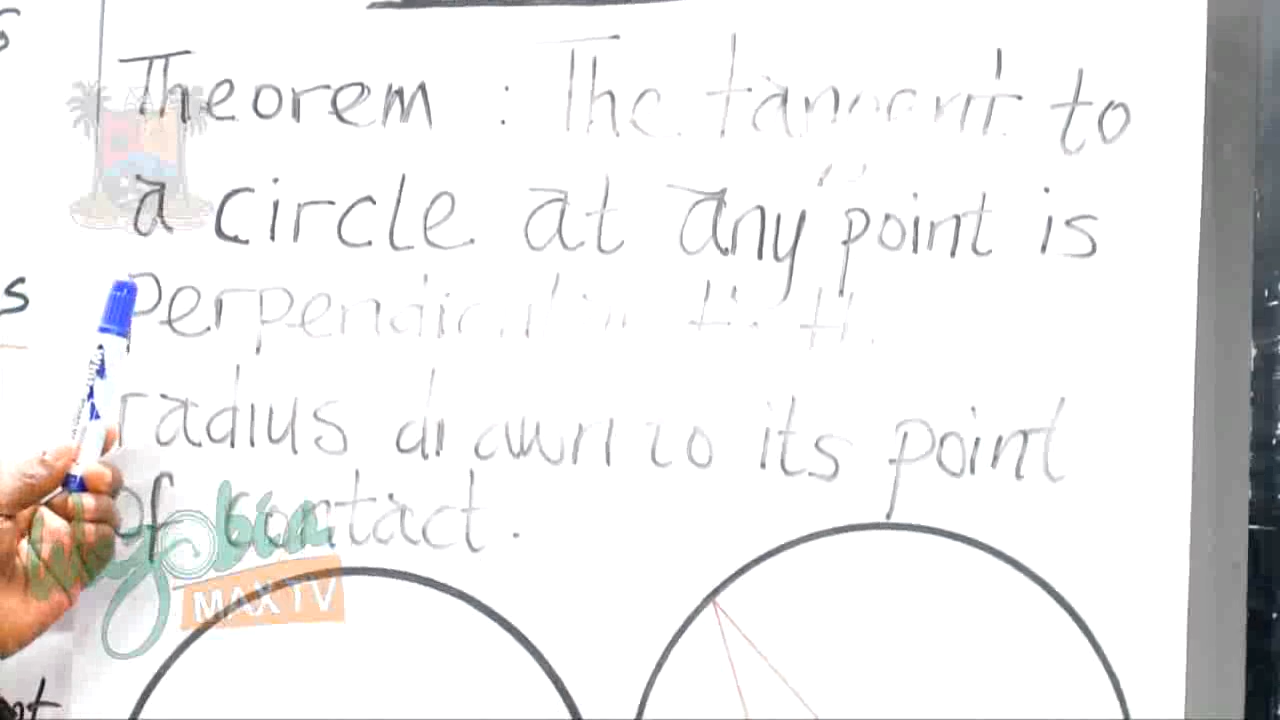 Theorem : The tangent to
a circle at any point is
perpendicular to th
radius drawn to its point
of contact.
s
MAX TV